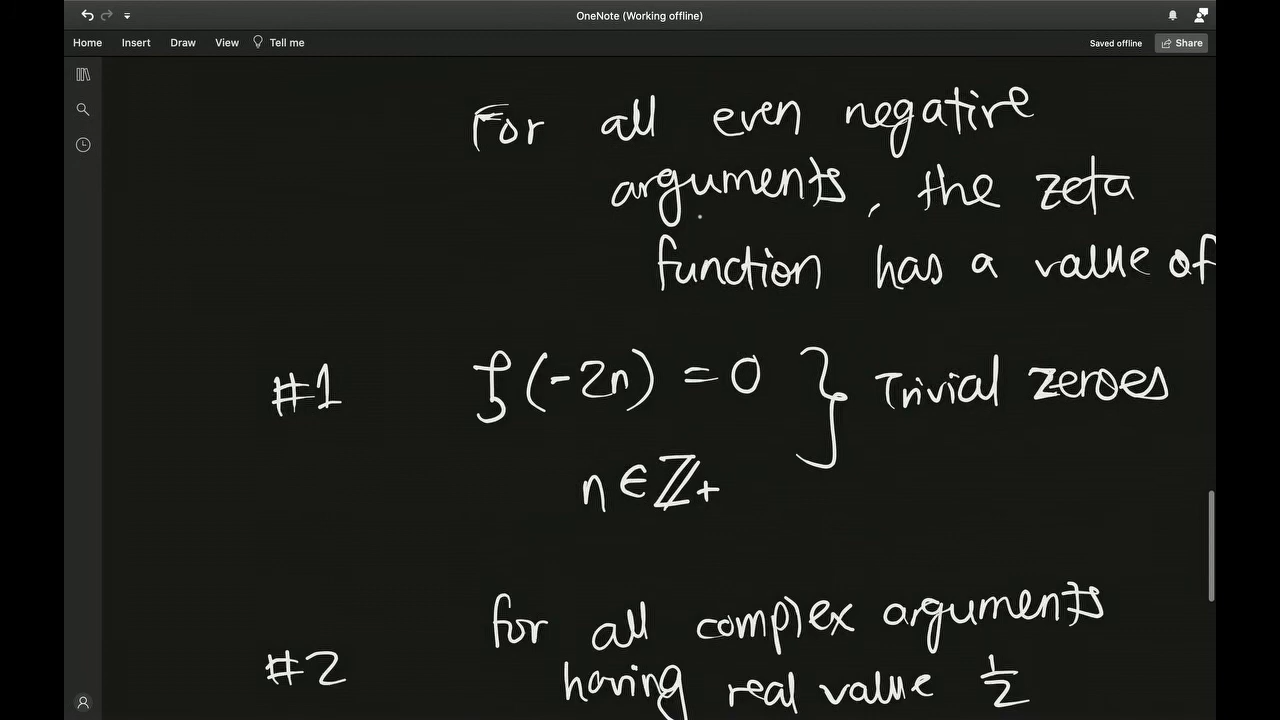 OneNote (Working offline)
Home Insert Draw View Tell me
Saved offline Share
For all even negative
arguments, the zeta
function has a value of
#1 ζ(-2n) = 0 } Trivial zeroes
n ∈ ℤ+
for all complex arguments
#2 having real value 1/2